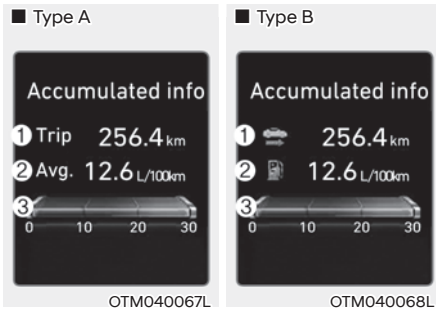 ■ Type A
Accumulated info
1 Trip 256.4 km
2 Avg. 12.6 L/100km
3
0 10 20 30
OTM040067L
■ Type B
Accumulated info
1 256.4 km
2 12.6 L/100km
3
0 10 20 30
OTM040068L